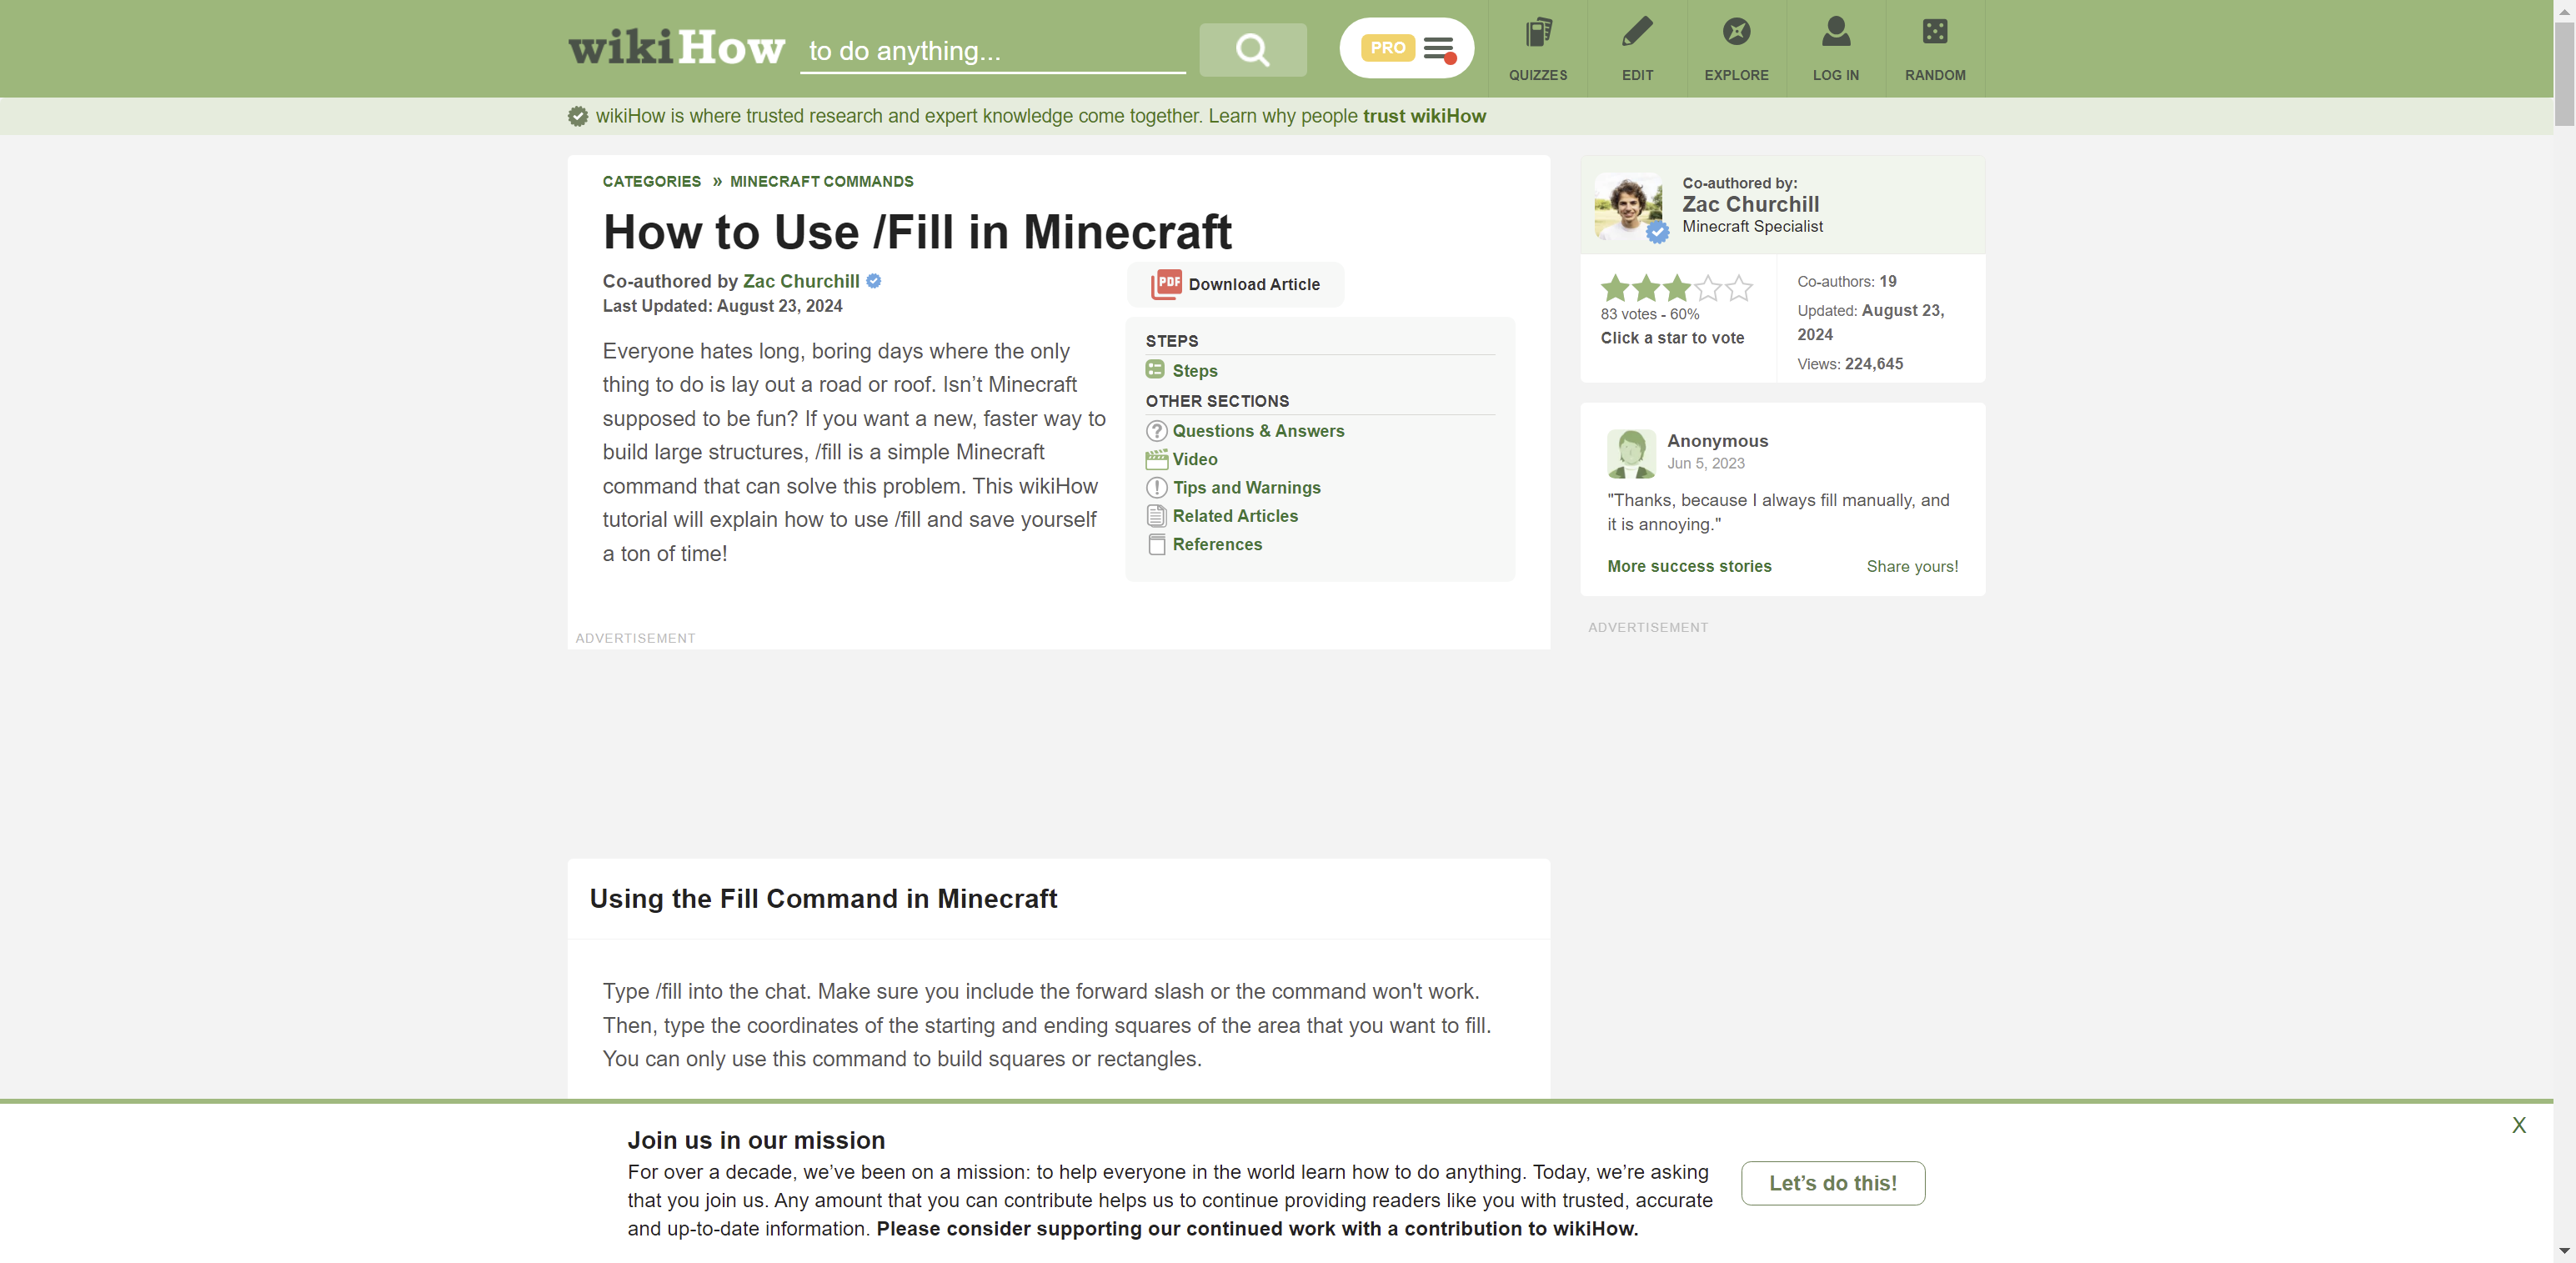 wikiHow
to do anything...
PRO
QUIZZES
EDIT
EXPLORE
LOG IN
RANDOM
wikiHow is where trusted research and expert knowledge come together. Learn why people trust wikiHow
CATEGORIES » MINECRAFT COMMANDS
How to Use /Fill in Minecraft
Co-authored by Zac Churchill
Last Updated: August 23, 2024
PDF Download Article
Everyone hates long, boring days where the only
thing to do is lay out a road or roof. Isn’t Minecraft
supposed to be fun? If you want a new, faster way to
build large structures, /fill is a simple Minecraft
command that can solve this problem. This wikiHow
tutorial will explain how to use /fill and save yourself
a ton of time!
STEPS
Steps
OTHER SECTIONS
Questions & Answers
Video
Tips and Warnings
Related Articles
References
ADVERTISEMENT
Co-authored by:
Zac Churchill
Minecraft Specialist
83 votes - 60%
Click a star to vote
Co-authors: 19
Updated: August 23,
2024
Views: 224,645
Anonymous
Jun 5, 2023
"Thanks, because I always fill manually, and
it is annoying."
More success stories
Share yours!
ADVERTISEMENT
Using the Fill Command in Minecraft
Type /fill into the chat. Make sure you include the forward slash or the command won't work.
Then, type the coordinates of the starting and ending squares of the area that you want to fill.
You can only use this command to build squares or rectangles.
X
Join us in our mission
For over a decade, we’ve been on a mission: to help everyone in the world learn how to do anything. Today, we’re asking
that you join us. Any amount that you can contribute helps us to continue providing readers like you with trusted, accurate
and up-to-date information. Please consider supporting our continued work with a contribution to wikiHow.
Let’s do this!